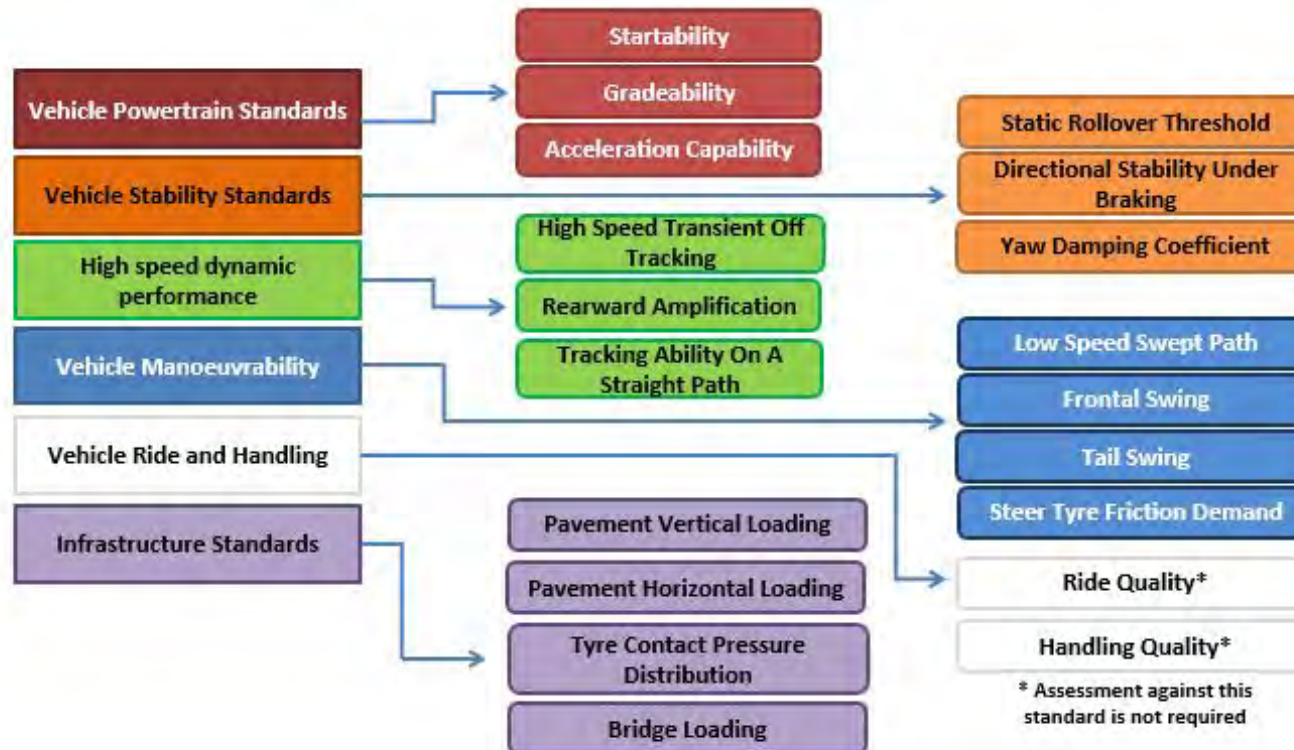 Vehicle Powertrain Standards
Vehicle Stability Standards
High speed dynamic
performance
Vehicle Manoeuvrability
Vehicle Ride and Handling
Infrastructure Standards
Startability
Gradeability
Acceleration Capability
High Speed Transient Off
Tracking
Rearward Amplification
Tracking Ability On A
Straight Path
Pavement Vertical Loading
Pavement Horizontal Loading
Tyre Contact Pressure
Distribution
Bridge Loading
Static Rollover Threshold
Directional Stability Under
Braking
Yaw Damping Coefficient
Low Speed Swept Path
Frontal Swing
Tail Swing
Steer Tyre Friction Demand
Ride Quality*
Handling Quality*
* Assessment against this
standard is not required